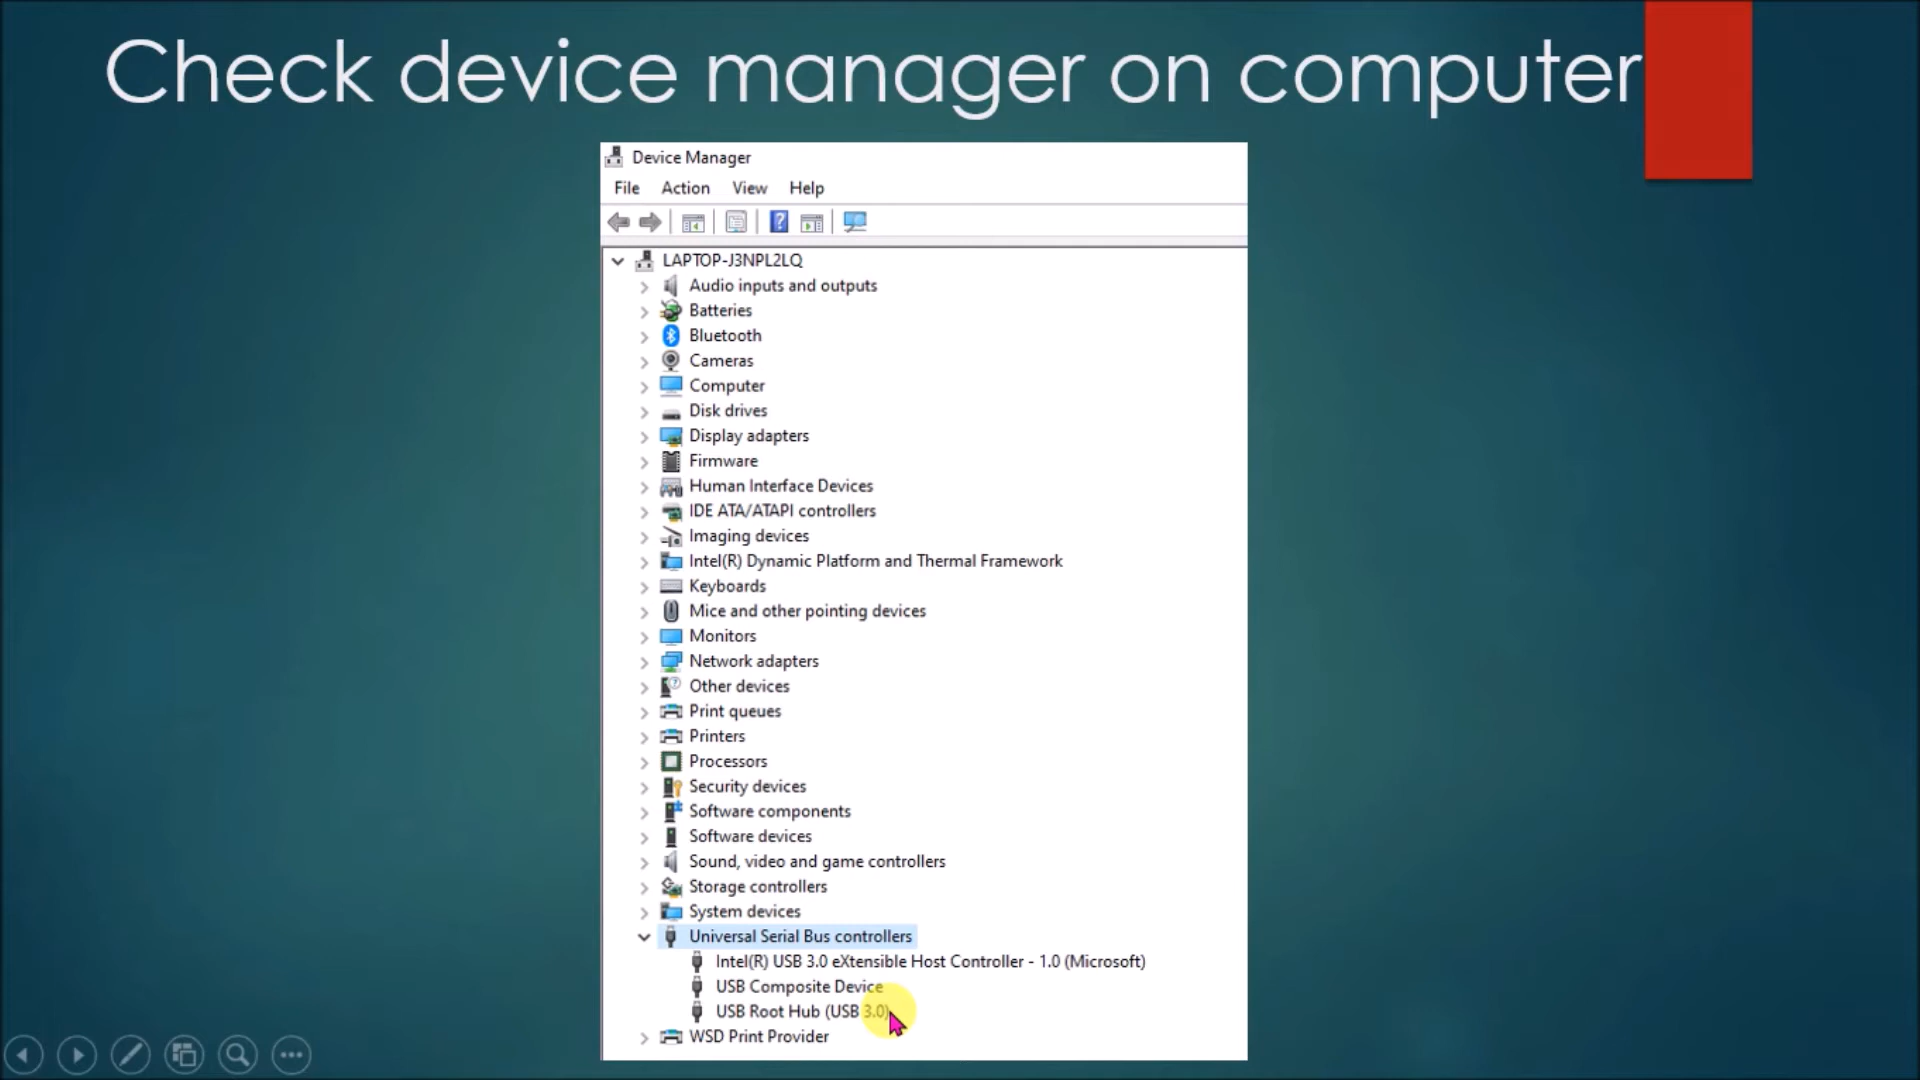 Check device manager on computer
Device Manager
File Action View Help
LAPTOP-J3NPL2LQ
Audio inputs and outputs
Batteries
Bluetooth
Cameras
Computer
Disk drives
Display adapters
Firmware
Human Interface Devices
IDE ATA/ATAPI controllers
Imaging devices
Intel(R) Dynamic Platform and Thermal Framework
Keyboards
Mice and other pointing devices
Monitors
Network adapters
Other devices
Print queues
Printers
Processors
Security devices
Software components
Software devices
Sound, video and game controllers
Storage controllers
System devices
Universal Serial Bus controllers
Intel(R) USB 3.0 eXtensible Host Controller - 1.0 (Microsoft)
USB Composite Device
USB Root Hub (USB 3.0)
WSD Print Provider